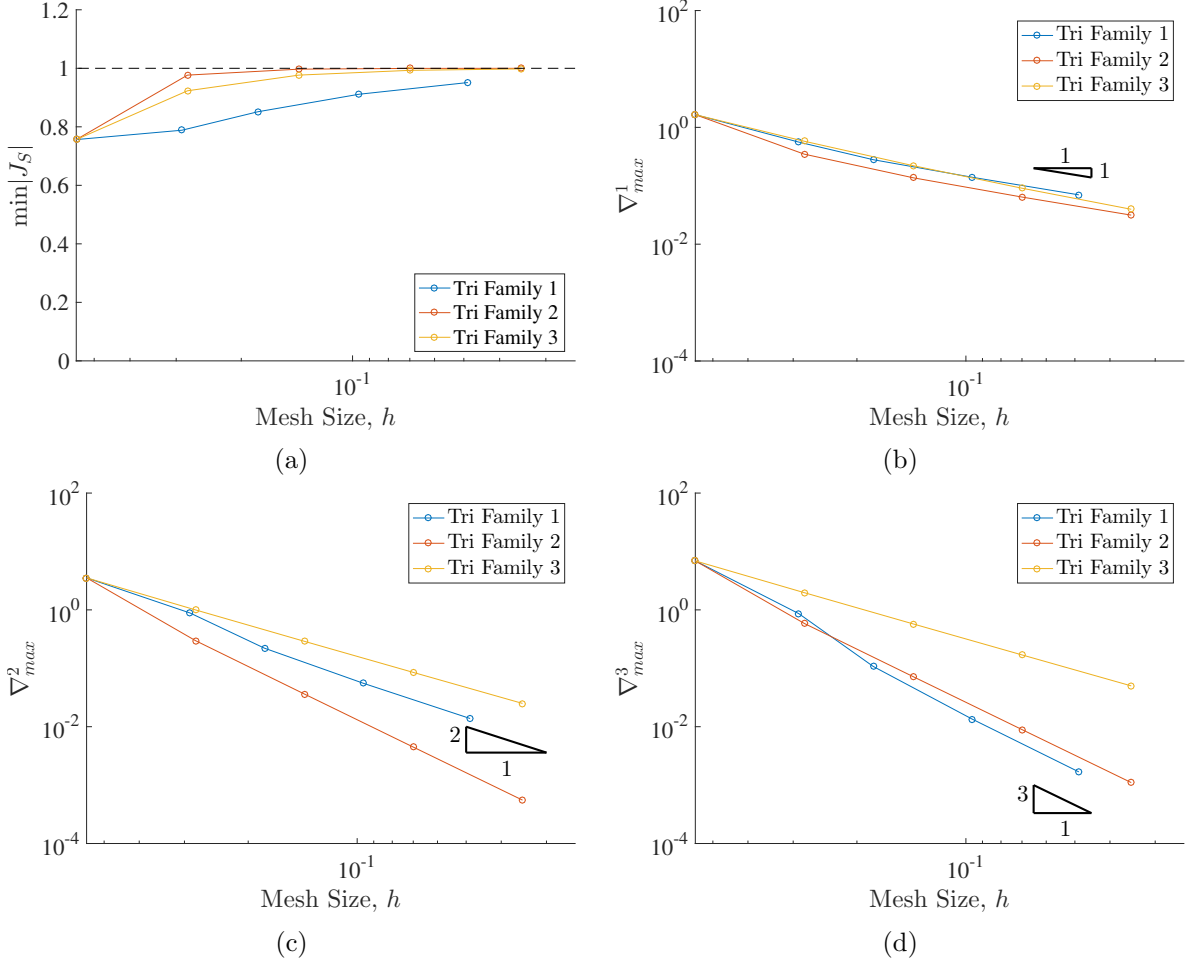 1.2
1
0.8
0.6
0.4
0.2
0
min|J_S|
Tri Family 1
Tri Family 2
Tri Family 3
10^-1
Mesh Size, h
(a)
10^2
10^0
10^-2
10^-4
∇^1_max
Tri Family 1
Tri Family 2
Tri Family 3
1
1
10^-1
Mesh Size, h
(b)
10^2
10^0
10^-2
10^-4
∇^2_max
Tri Family 1
Tri Family 2
Tri Family 3
2
1
10^-1
Mesh Size, h
(c)
10^2
10^0
10^-2
10^-4
∇^3_max
Tri Family 1
Tri Family 2
Tri Family 3
3
1
10^-1
Mesh Size, h
(d)